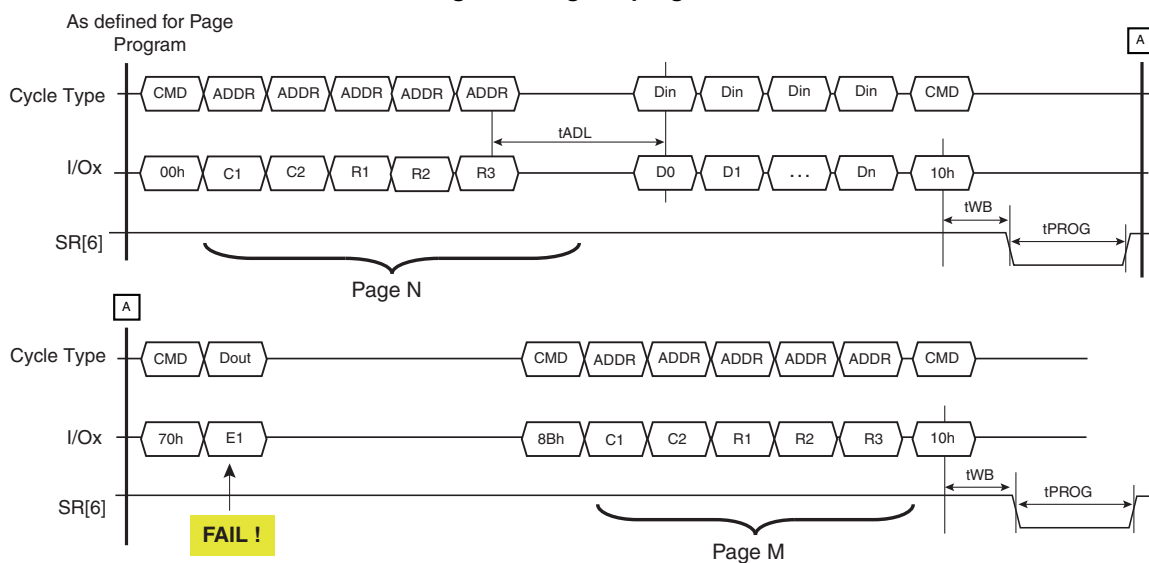 As defined for Page
Program
A
Cycle Type CMD ADDR ADDR ADDR ADDR ADDR Din Din Din Din CMD
tADL
I/Ox 00h C1 C2 R1 R2 R3 D0 D1 ... Dn 10h
tWB
tPROG
SR[6]
Page N
A
Cycle Type CMD Dout CMD ADDR ADDR ADDR ADDR ADDR CMD
I/Ox 70h E1 8Bh C1 C2 R1 R2 R3 10h
tWB
tPROG
SR[6]
FAIL !
Page M